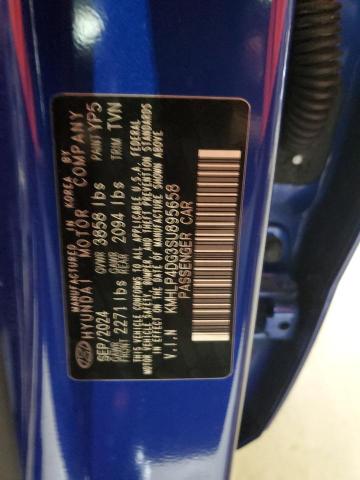 MANUFACTURED IN KOREA BY
HYUNDAI MOTOR COMPANY
SEP/2024 GVWR 3858 lbs PAINT YP5
FRONT 2271 lbs REAR 2094 lbs TRIM TVN
THIS VEHICLE CONFORMS TO ALL APPLICABLE U.S.A. FEDERAL
MOTOR VEHICLE SAFETY, BUMPER, AND THEFT PREVENTION STANDARDS
IN EFFECT ON THE DATE OF MANUFACTURE SHOWN ABOVE.
V.I.N KMHLP4DG3SU895658
PASSENGER CAR